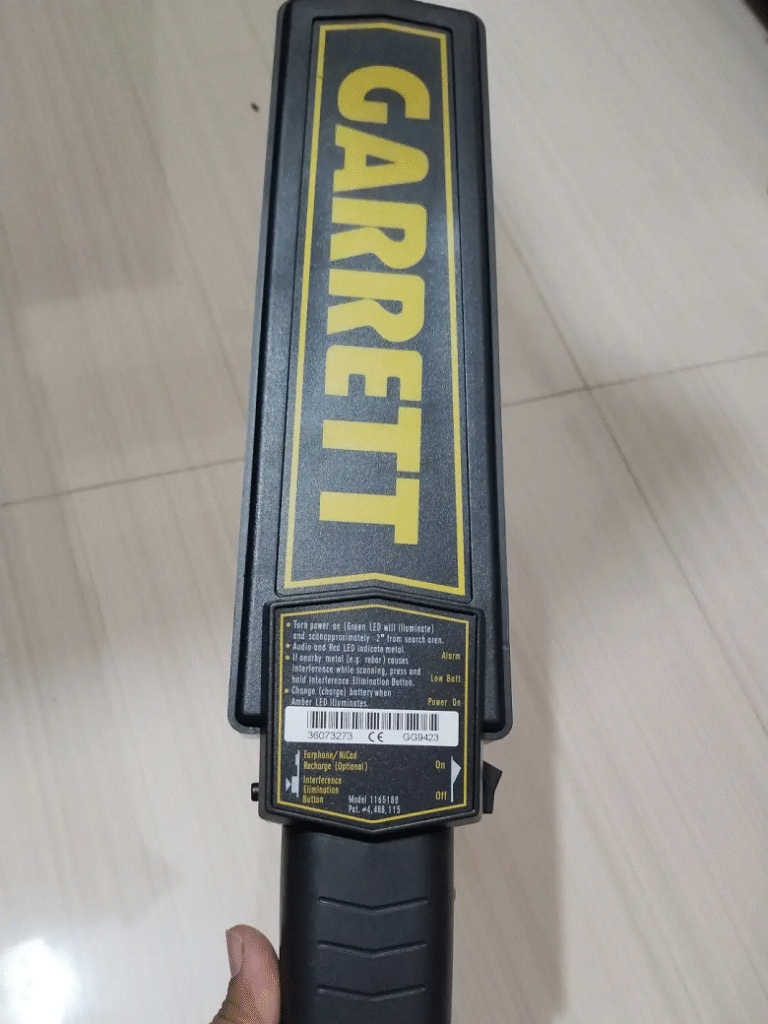 GARRETT
• Turn power on (Green LED will illuminate)
and scanapproximately 2" from search aren.
• Audio and Red LED indicate metal.
• If nearby metal (e.g. rebar) causes
interference while scanning, press and
hold Interference Elimination Button.
• Change (charge) battery when
Amber LED illuminates.
Alarm
Low Batt
Power On
36073273 CE GG9423
Earphone/NiCad
Recharge (Optional)
Interference
Elimination
Button
On
Off
Model 1165180
Pat. #4,488,115